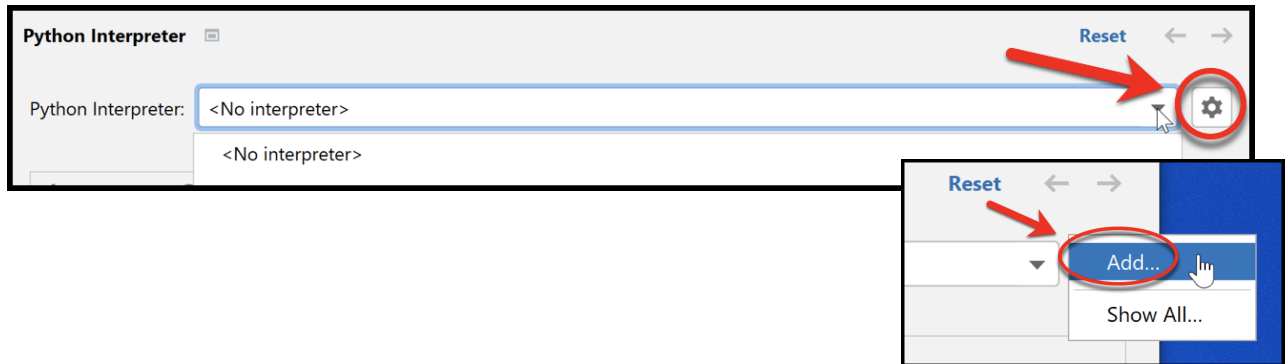 Python Interpreter Reset
Python Interpreter: <No interpreter>
<No interpreter>
Reset
Add...
Show All...